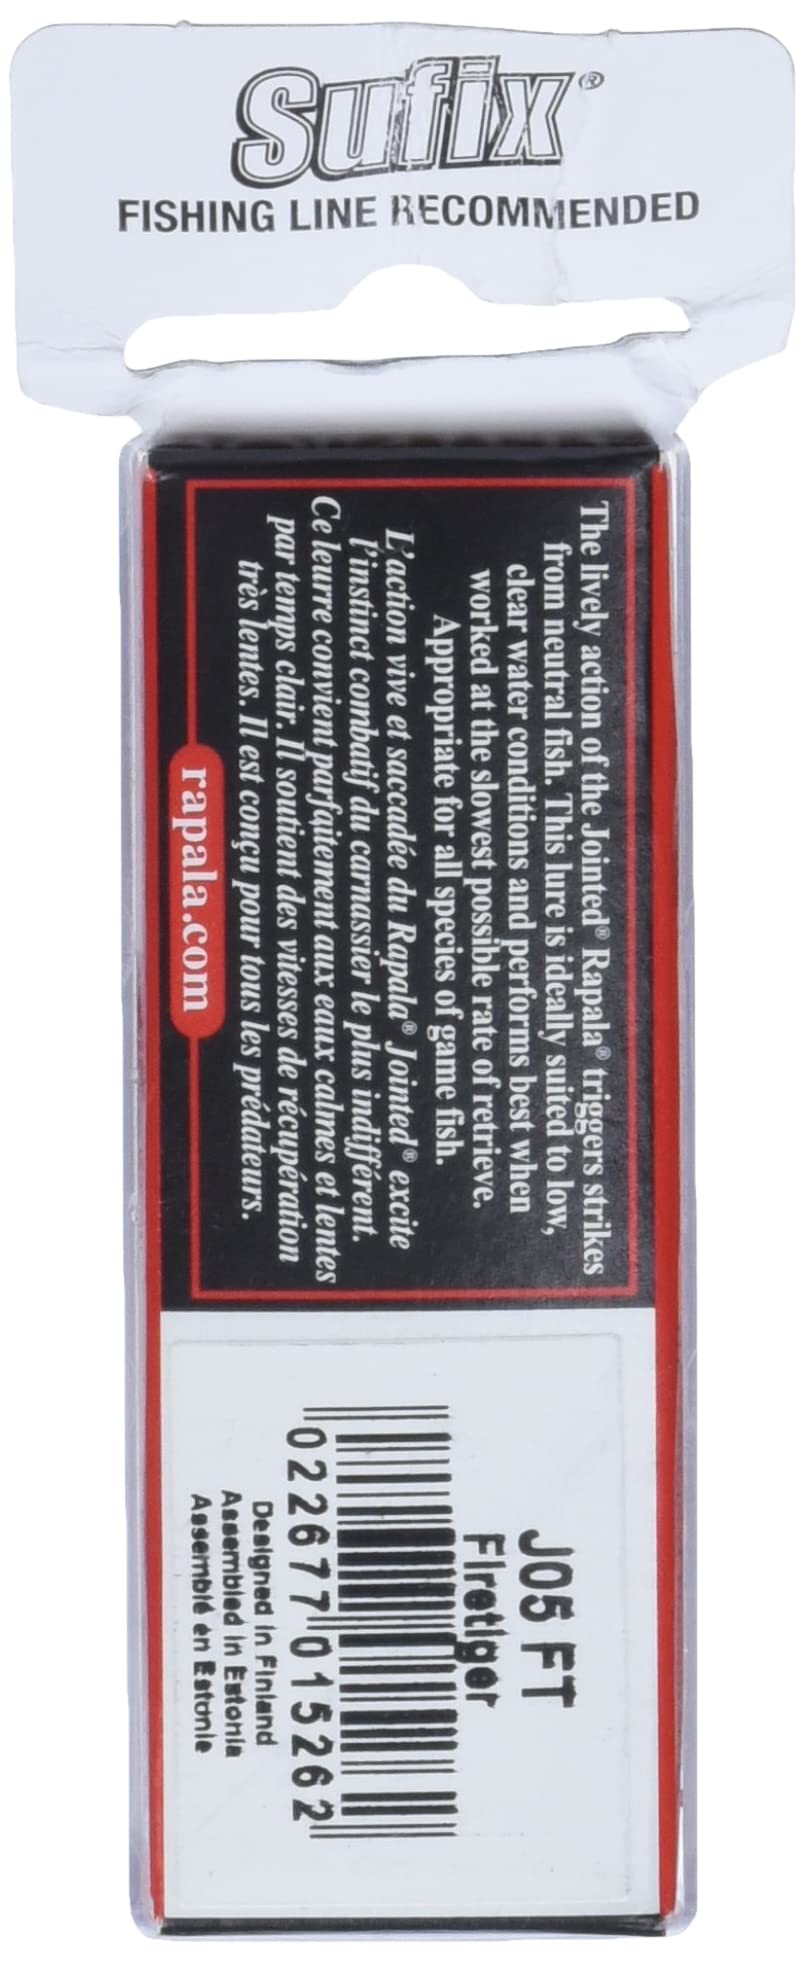 Sufix®
FISHING LINE RECOMMENDED
The lively action of the Jointed® Rapala® triggers strikes
from neutral fish. This lure is ideally suited to low,
clear water conditions and performs best when
worked at the slowest possible rate of retrieve.
Appropriate for all species of game fish.
L'action vive et saccadée du Rapala® Jointed® excite
l'instinct combatif du carnassier le plus indifférent.
Ce leurre convient parfaitement aux eaux calmes et lentes
par temps clair. Il soutient des vitesses de récupération
très lentes. Il est conçu pour tous les prédateurs.
rapala.com
J05 FT
Firetiger
022677015262
Designed in Finland
Assembled in Estonia
Assemblé en Estonie